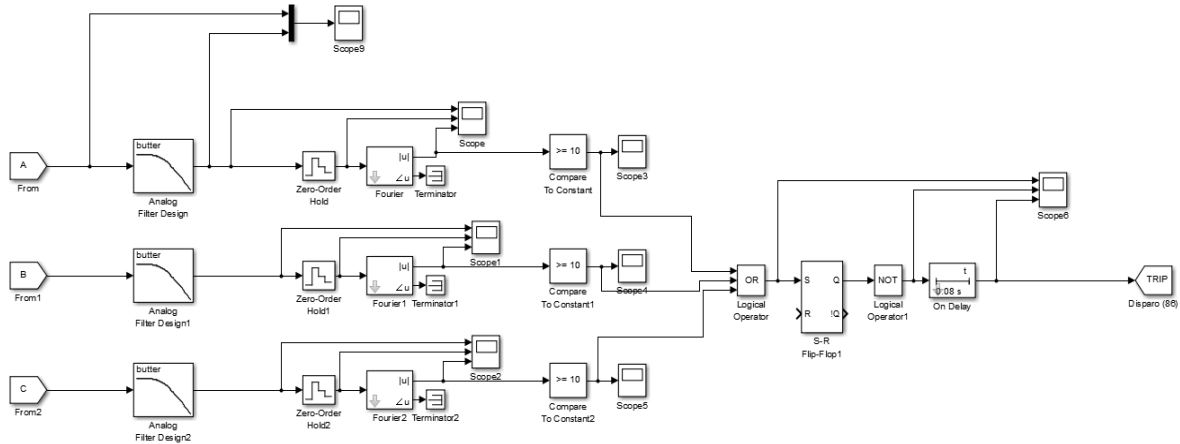 Scope9
butter
A
From
Analog
Filter Design
Zero-Order
Hold
|u|
∠u
Fourier
Terminator
Scope
>= 10
Compare
To Constant
Scope3
butter
B
From1
Analog
Filter Design1
Zero-Order
Hold1
|u|
∠u
Fourier1
Terminator1
Scope1
>= 10
Compare
To Constant1
Scope4
butter
C
From2
Analog
Filter Design2
Zero-Order
Hold2
|u|
∠u
Fourier2
Terminator2
Scope2
>= 10
Compare
To Constant2
Scope5
OR
Logical
Operator
S
Q
R
!Q
S-R
Flip-Flop1
NOT
Logical
Operator1
t
0.08 s
On Delay
Scope6
TRIP
Disparo (86)